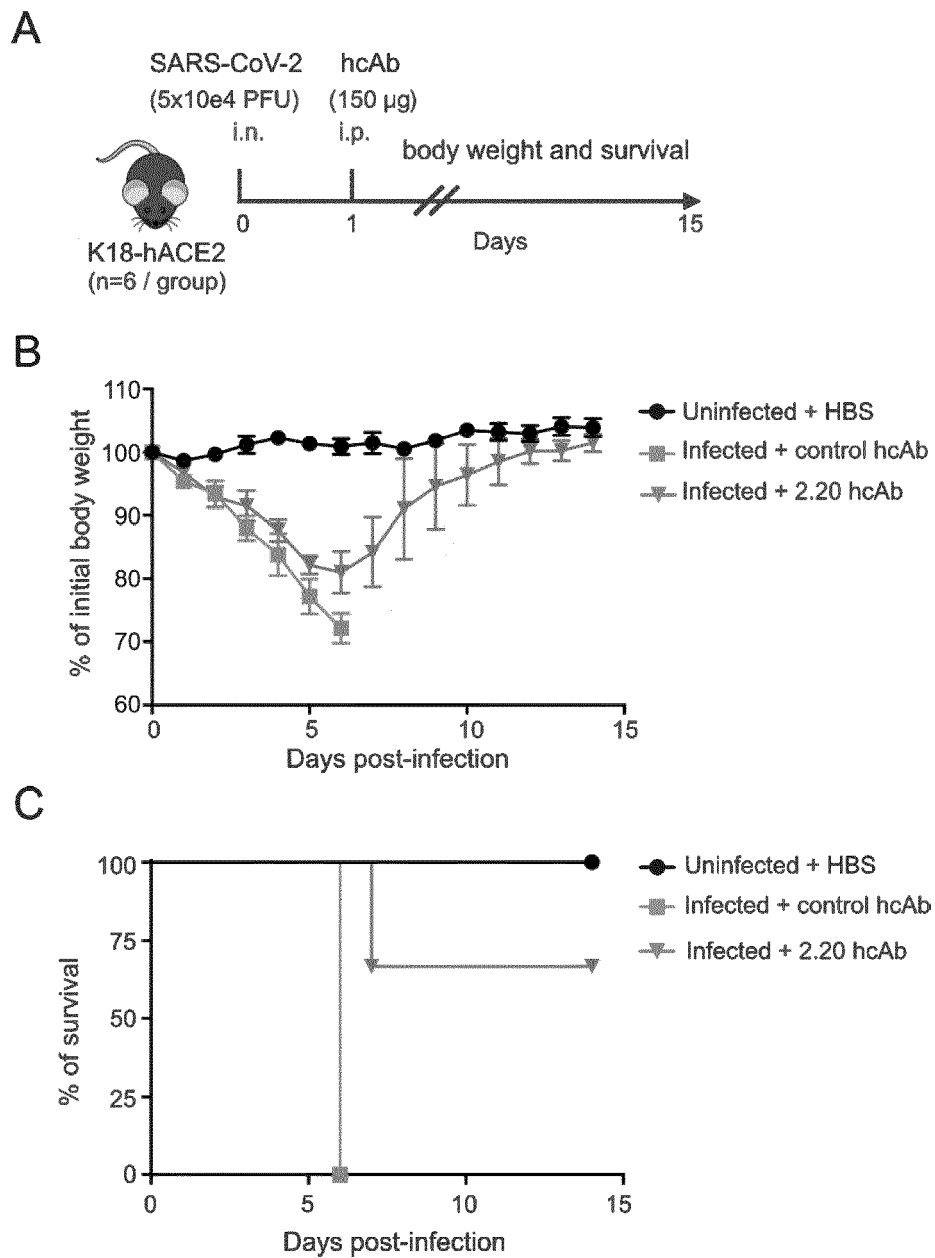 A
SARS-CoV-2 hcAb
(5x10e4 PFU) (150 µg)
i.n. i.p.
body weight and survival
0 1 15
Days
K18-hACE2
(n=6 / group)
B
% of initial body weight
110
100
90
80
70
60
0 5 10 15
Days post-infection
Uninfected + HBS
Infected + control hcAb
Infected + 2.20 hcAb
C
% of survival
100
75
50
25
0
0 5 10 15
Days post-infection
Uninfected + HBS
Infected + control hcAb
Infected + 2.20 hcAb